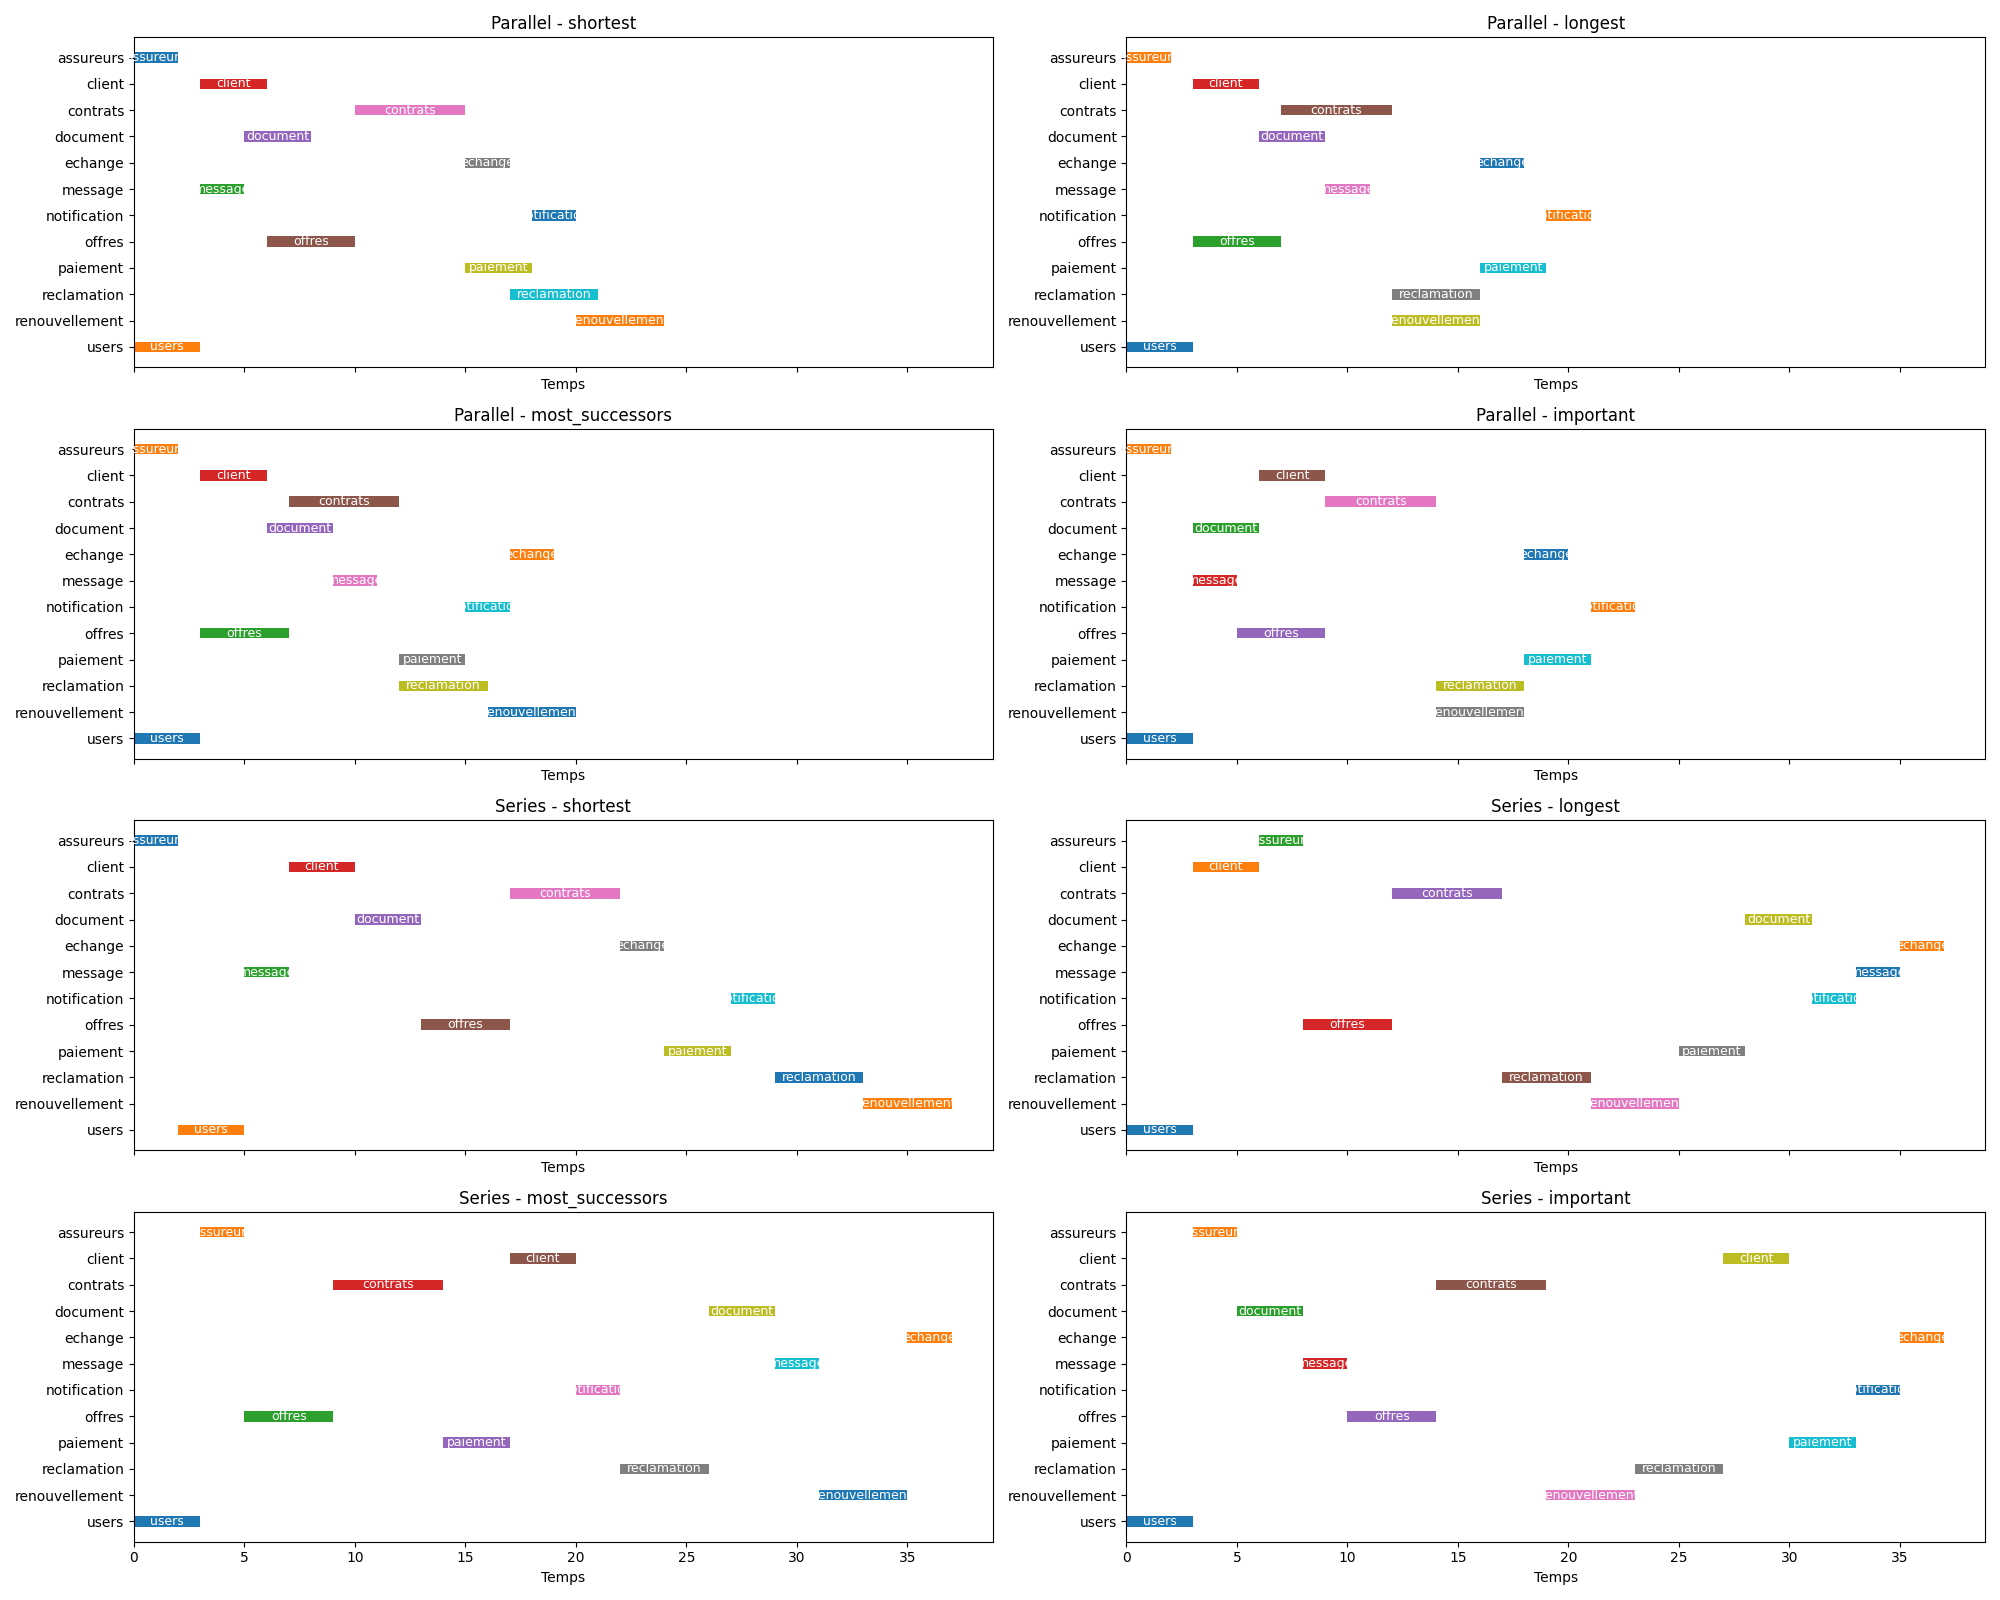 Parallel - shortest
assureurs ssureur
client client
contrats contrats
document document
echange echange
message message
notification otificatio
offres offres
paiement paiement
reclamation reclamation
renouvellement enouvellemen
users users
Temps
Parallel - longest
assureurs ssureur
client client
contrats contrats
document document
echange echange
message message
notification otificatio
offres offres
paiement paiement
reclamation reclamation
renouvellement enouvellemen
users users
Temps
Parallel - most_successors
assureurs ssureur
client client
contrats contrats
document document
echange echange
message message
notification otificatio
offres offres
paiement paiement
reclamation reclamation
renouvellement enouvellemen
users users
Temps
Parallel - important
assureurs ssureur
client client
contrats contrats
document document
echange echange
message message
notification otificatio
offres offres
paiement paiement
reclamation reclamation
renouvellement enouvellemen
users users
Temps
Series - shortest
assureurs ssureur
client client
contrats contrats
document document
echange echange
message message
notification otificatio
offres offres
paiement paiement
reclamation reclamation
renouvellement enouvellemen
users users
Temps
Series - longest
assureurs ssureur
client client
contrats contrats
document document
echange echange
message message
notification otificatio
offres offres
paiement paiement
reclamation reclamation
renouvellement enouvellemen
users users
Temps
Series - most_successors
assureurs ssureur
client client
contrats contrats
document document
echange echange
message message
notification otificatio
offres offres
paiement paiement
reclamation reclamation
renouvellement enouvellemen
users users
0 5 10 15 20 25 30 35
Temps
Series - important
assureurs ssureur
client client
contrats contrats
document document
echange echange
message message
notification otificatio
offres offres
paiement paiement
reclamation reclamation
renouvellement enouvellemen
users users
0 5 10 15 20 25 30 35
Temps